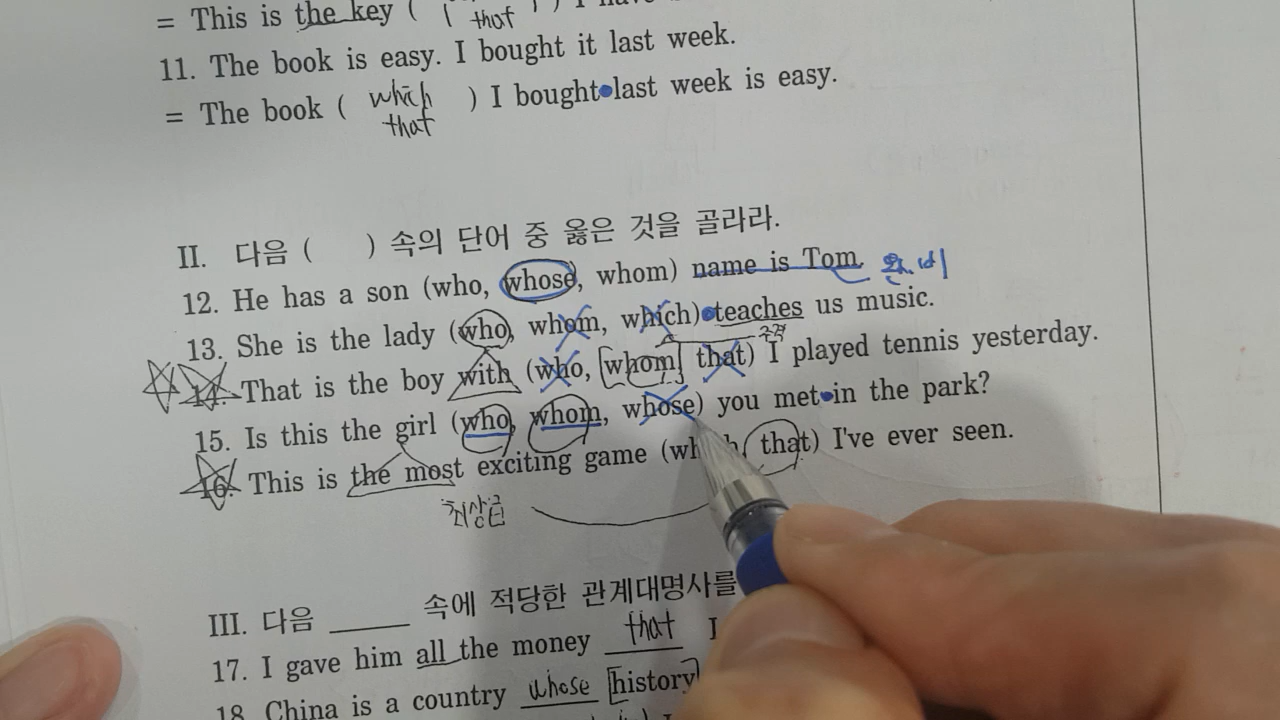 = This is the key ( that ) I
11. The book is easy. I bought it last week.
= The book ( which ) I bought last week is easy.
that
II. 다음 ( ) 속의 단어 중 옳은 것을 골라라.
12. He has a son (who, whose, whom) name is Tom. 완.비
13. She is the lady (who, whom, which) teaches us music.
14. That is the boy with (who, whom, that) I played tennis yesterday.
15. Is this the girl (who, whom, whose) you met in the park?
16. This is the most exciting game (wh h, that) I've ever seen.
최상급
III. 다음 ______ 속에 적당한 관계대명사를
17. I gave him all the money that I
18. China is a country whose history